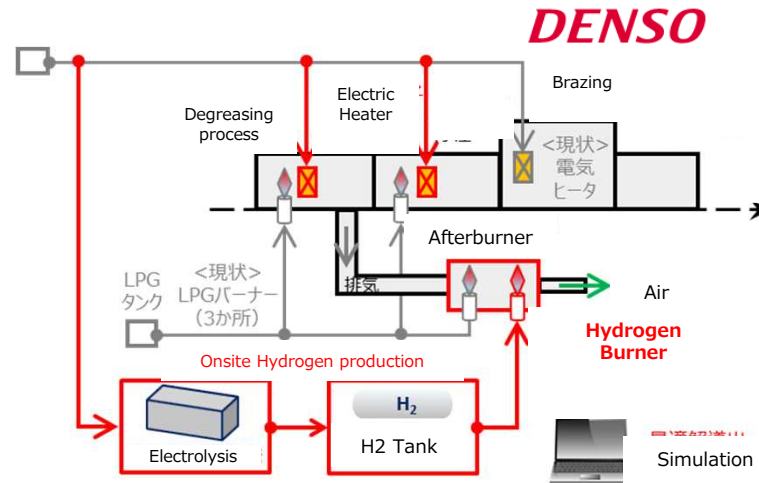 DENSO
Brazing
Electric
Heater
Degreasing
process
<現状>
電気
ヒータ
Afterburner
LPG
タンク
<現状>
LPGバーナー
(3か所)
排気
Air
Hydrogen
Burner
Onsite Hydrogen production
Electrolysis
H₂
H2 Tank
Simulation